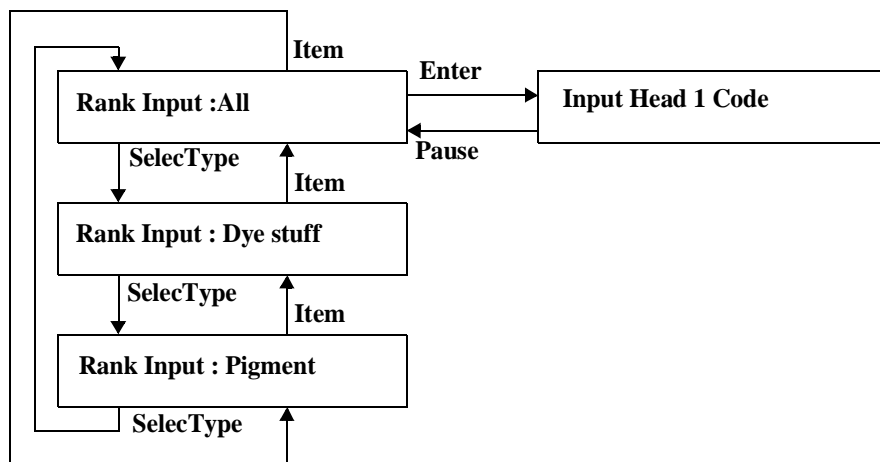 Item
Enter
Rank Input :All
Input Head 1 Code
Pause
SelecType
Item
Rank Input : Dye stuff
SelecType
Item
Rank Input : Pigment
SelecType